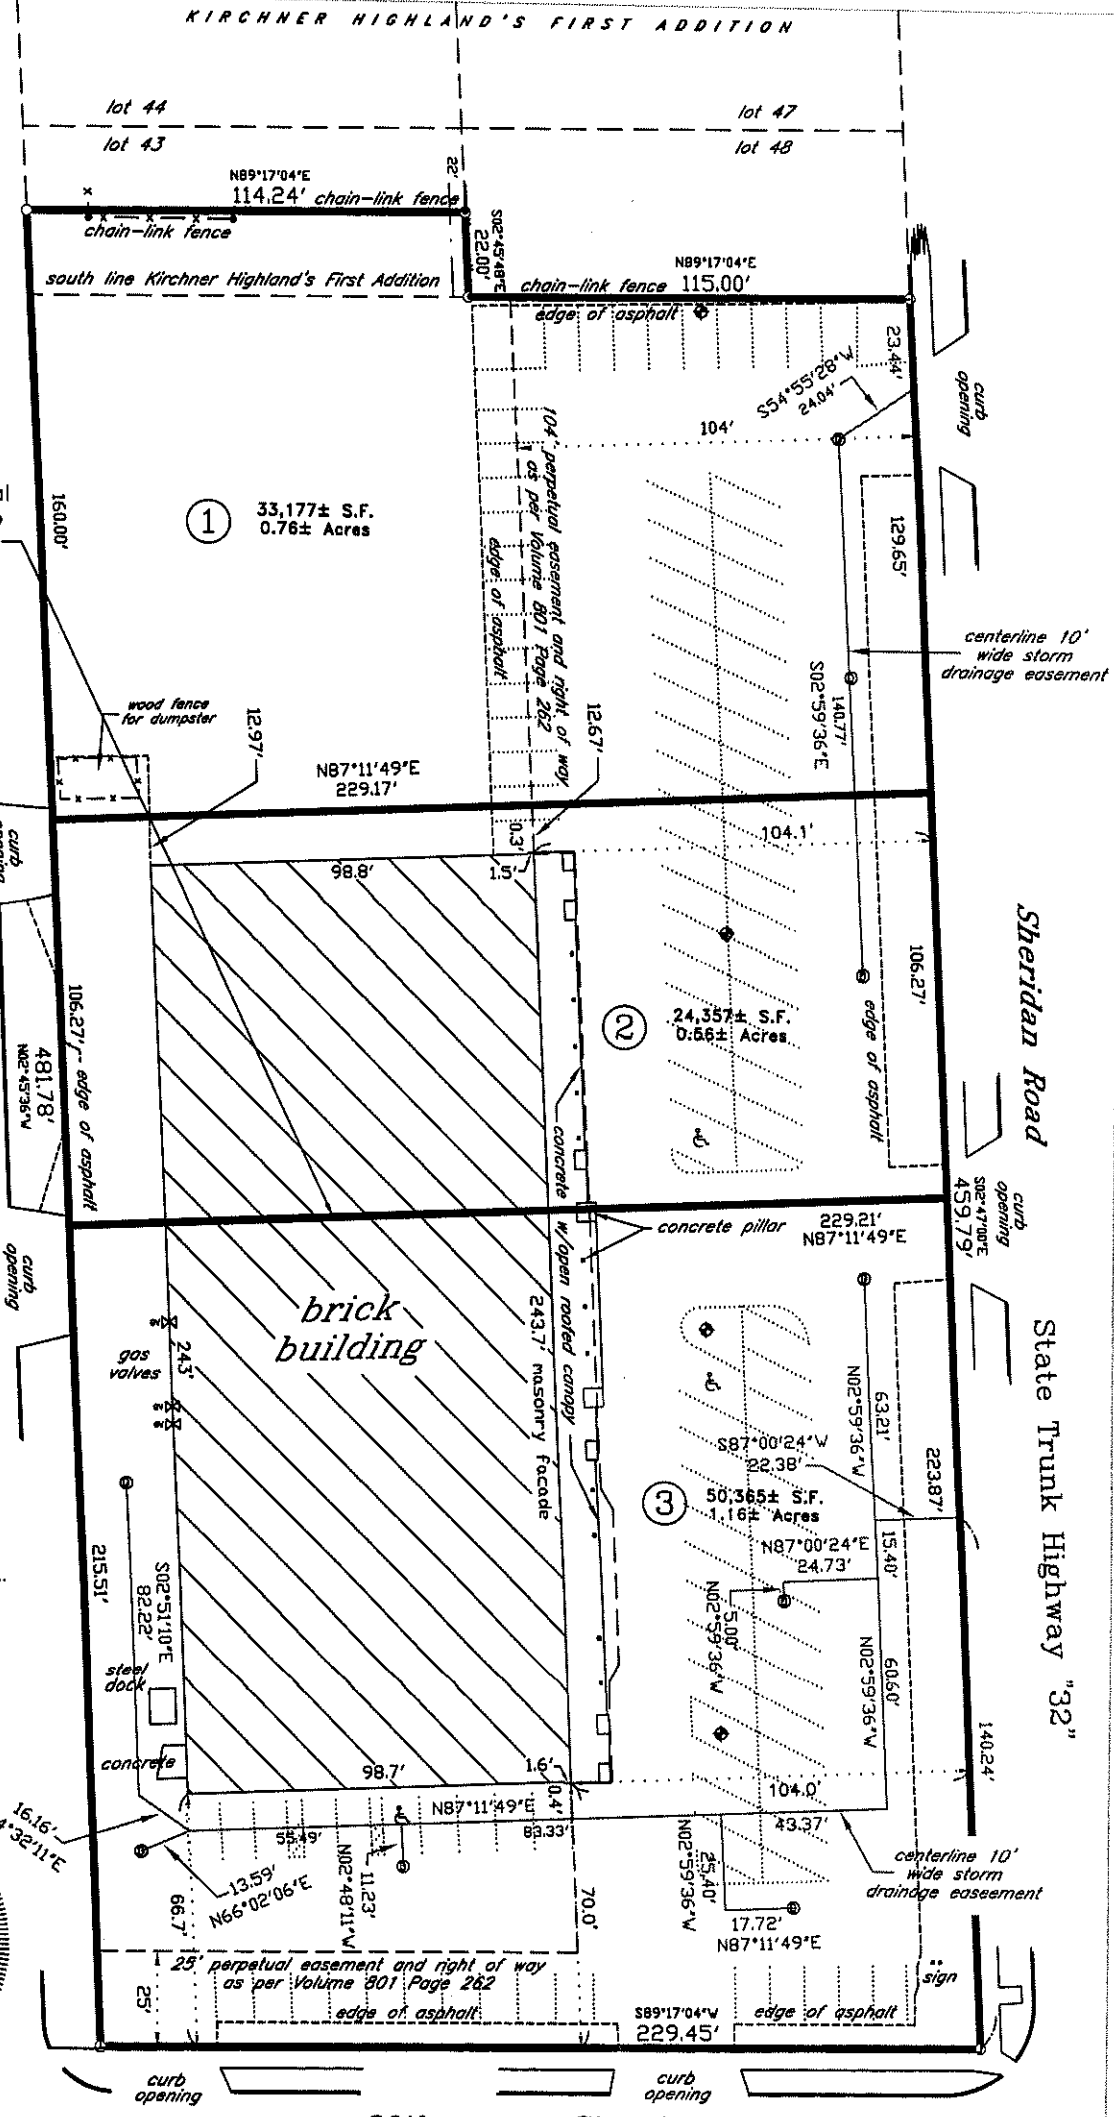 KIRCHNER HIGHLAND'S FIRST ADDITION
lot 44
lot 43
lot 47
lot 48
N89°17'04"E
114.24' chain-link fence
22'
chain-link fence
S02°45'48"E
22.00'
south line Kirchner Highland's First Addition
N89°17'04"E
chain-link fence 115.00'
edge of asphalt
23.44'
S54°55'28"W
24.04'
curb
opening
104'
104' perpetual easement and right of way
as per Volume 801 Page 262
edge of asphalt
160.00'
1
33,177± S.F.
0.76± Acres
129.65'
centerline 10'
wide storm
drainage easement
140.77'
S02°59'36"E
wood fence
for dumpster
12.97'
12.67'
N87°11'49"E
229.17'
0.3'
104.1'
98.8'
1.5'
curb
Sheridan Road
106.27'
edge of asphalt
2
24,357± S.F.
0.56± Acres
106.27'
edge of asphalt
481.78'
N02°45'36"W
concrete w/open roofed canopy
concrete pillar
229.21'
N87°11'49"E
curb
opening
S02°47'00"E
459.79'
curb
opening
brick
building
243.7' masonry facade
gas
valves
243'
State Trunk Highway "32"
63.21'
N02°59'36"W
S87°00'24"W
22.38'
223.87'
3
50,365± S.F.
1.16± Acres
N87°00'24"E
24.73'
15.40'
5.00'
N02°59'36"W
60.60'
N02°59'36"W
215.51'
S02°51'10"E
82.22'
steel
dock
concrete
98.7'
1.6'
0.4'
104.0'
140.24'
N87°11'49"E
55.49'
83.33'
43.37'
16.16'
13.59'
N66°02'06"E
11.23'
N02°48'11"W
66.7'
70.0'
25.40'
N02°59'36"W
17.72'
N87°11'49"E
centerline 10'
wide storm
drainage easeement
25' perpetual easement and right of way
as per Volume 801 Page 262
25'
edge of asphalt
S89°17'04"W
229.45'
edge of asphalt
sign
curb
opening
curb
opening